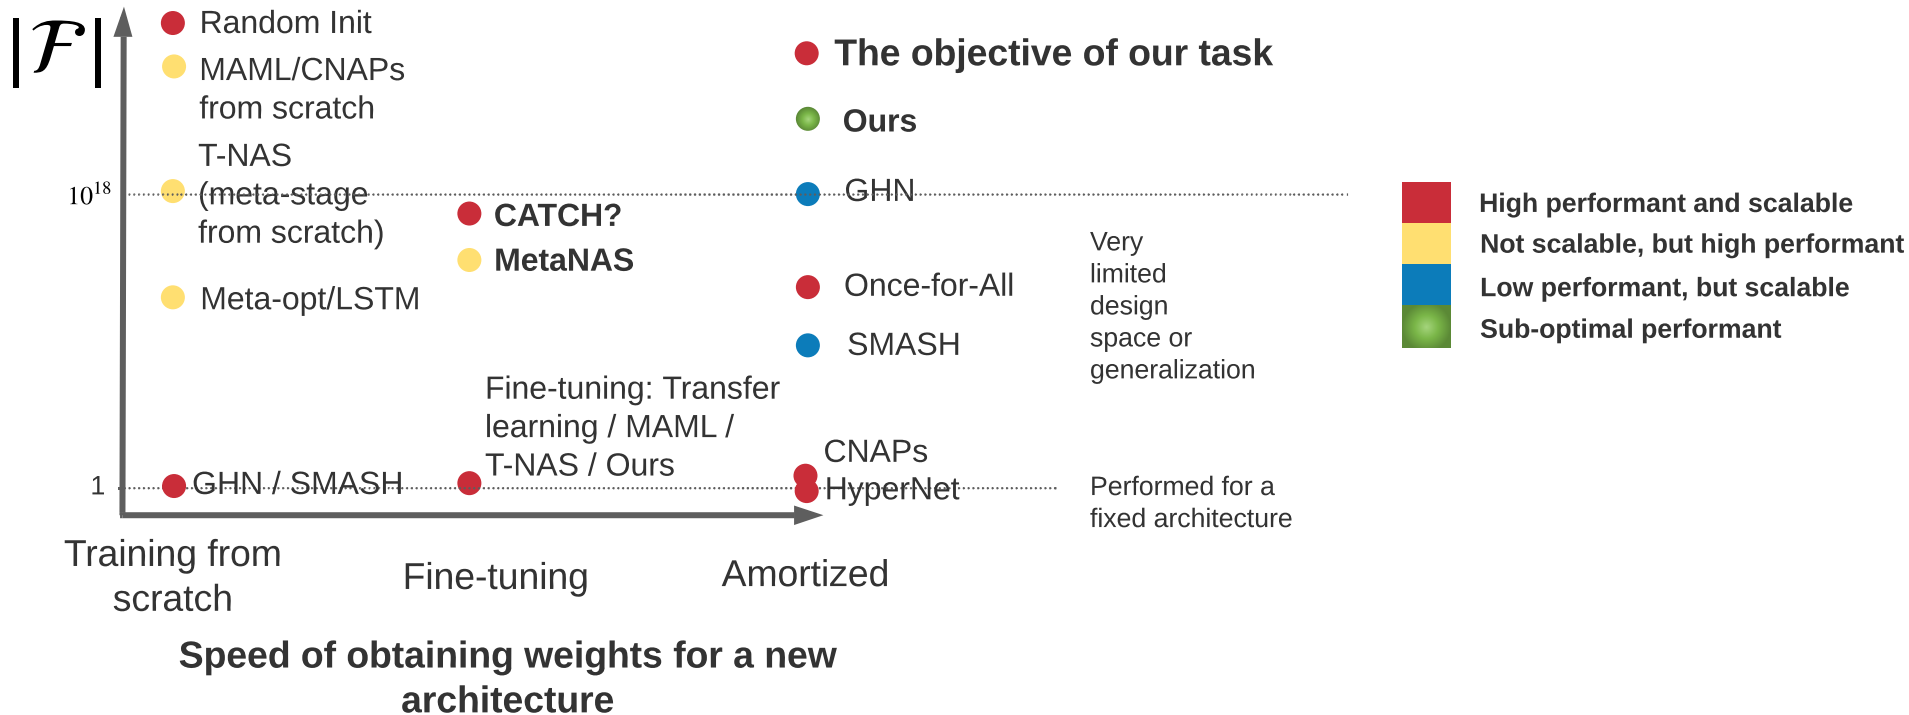 |ℱ|
Random Init
MAML/CNAPs
from scratch
T-NAS
(meta-stage
from scratch)
Meta-opt/LSTM
GHN / SMASH
10^18
1
CATCH?
MetaNAS
Fine-tuning: Transfer
learning / MAML /
T-NAS / Ours
The objective of our task
Ours
GHN
Once-for-All
SMASH
CNAPs
HyperNet
Very
limited
design
space or
generalization
Performed for a
fixed architecture
High performant and scalable
Not scalable, but high performant
Low performant, but scalable
Sub-optimal performant
Training from
scratch
Fine-tuning
Amortized
Speed of obtaining weights for a new
architecture